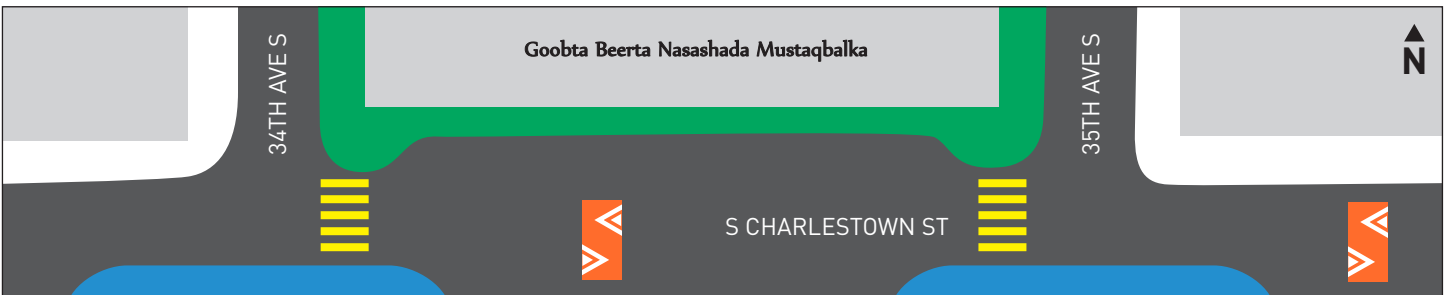 34TH AVE S
Goobta Beerta Nasashada Mustaqbalka
35TH AVE S
N
S CHARLESTOWN ST